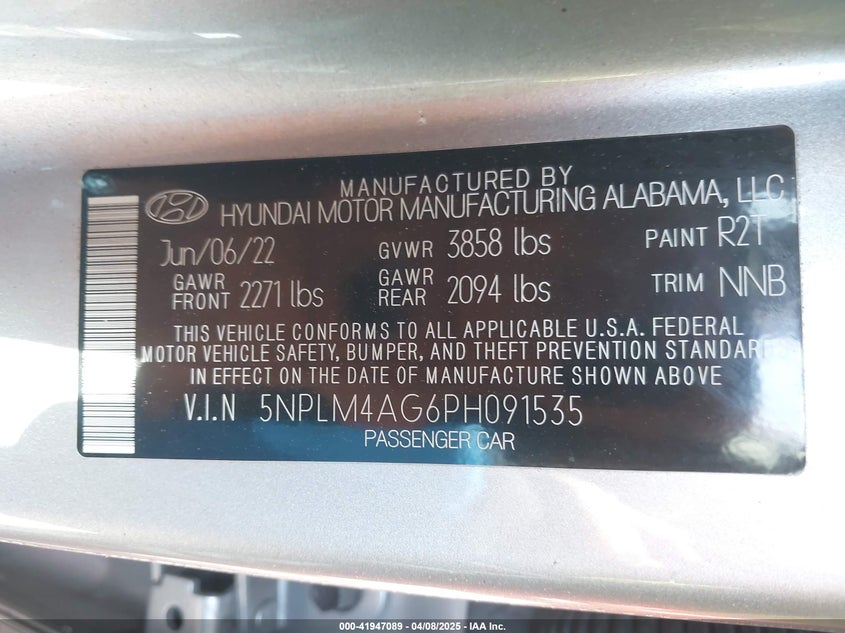 MANUFACTURED BY
HYUNDAI MOTOR MANUFACTURING ALABAMA, LLC
Jun/06/22 GVWR 3858 lbs PAINT R2T
GAWR FRONT 2271 lbs GAWR REAR 2094 lbs TRIM NNB
THIS VEHICLE CONFORMS TO ALL APPLICABLE U.S.A. FEDERAL
MOTOR VEHICLE SAFETY, BUMPER, AND THEFT PREVENTION STANDARDS
IN EFFECT ON THE DATE OF MANUFACTURE SHOWN ABOVE
V.I.N 5NPLM4AG6PH091535
PASSENGER CAR
000-41947089 - 04/08/2025 - IAA Inc.